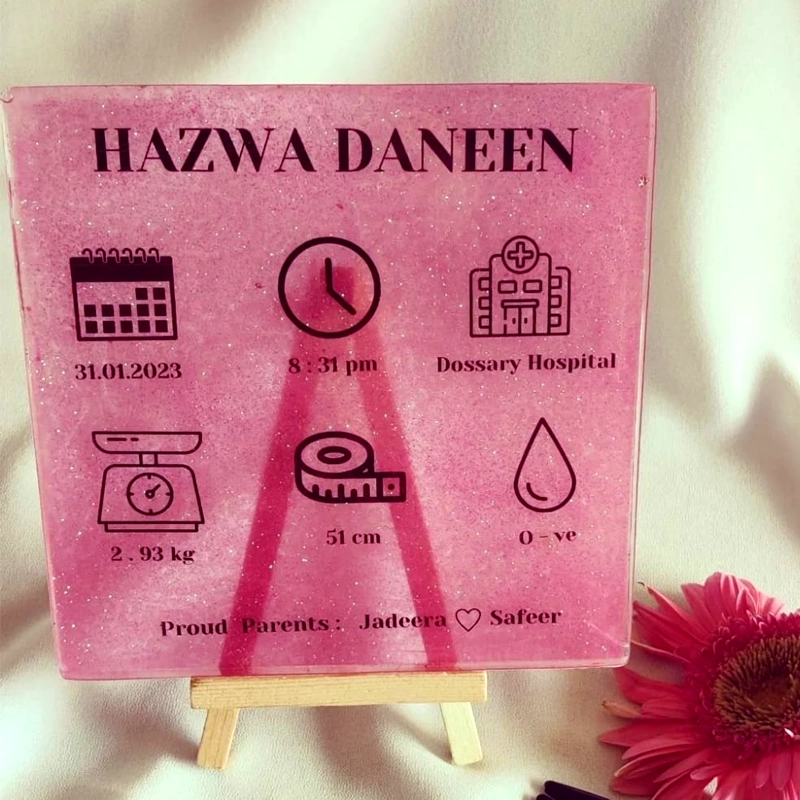 HAZWA DANEEN
31.01.2023
8 : 31 pm
Dossary Hospital
2 . 93 kg
51 cm
O - ve
Proud Parents : Jadeera ♡ Safeer